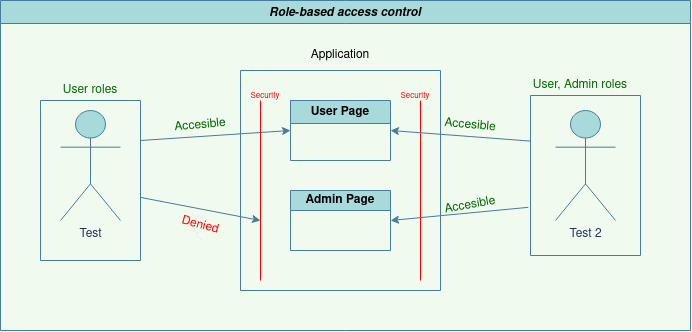 Role-based access control
Application
User roles
User, Admin roles
Security
Security
User Page
Accesible
Accesible
Admin Page
Accesible
Denied
Test
Test 2